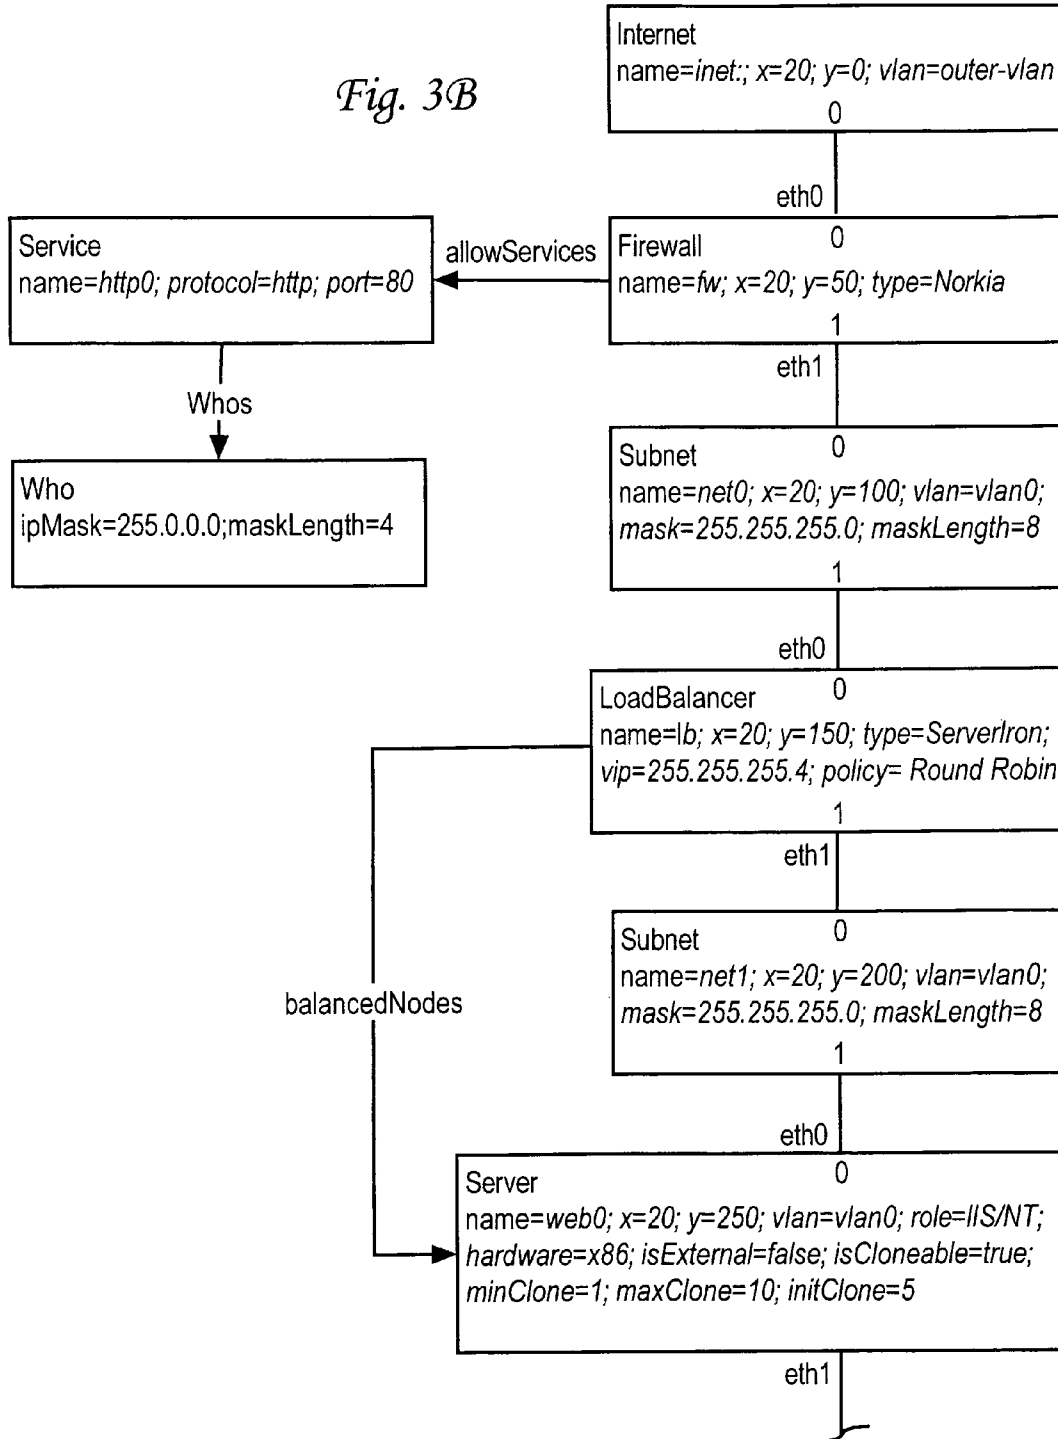 Fig. 3B
Internet
name=inet:; x=20; y=0; vlan=outer-vlan
0
eth0
0
Firewall
name=fw; x=20; y=50; type=Norkia
1
allowServices
Service
name=http0; protocol=http; port=80
Whos
Who
ipMask=255.0.0.0;maskLength=4
eth1
0
Subnet
name=net0; x=20; y=100; vlan=vlan0;
mask=255.255.255.0; maskLength=8
1
eth0
0
LoadBalancer
name=lb; x=20; y=150; type=ServerIron;
vip=255.255.255.4; policy= Round Robin
1
eth1
0
Subnet
name=net1; x=20; y=200; vlan=vlan0;
mask=255.255.255.0; maskLength=8
1
balancedNodes
eth0
0
Server
name=web0; x=20; y=250; vlan=vlan0; role=IIS/NT;
hardware=x86; isExternal=false; isCloneable=true;
minClone=1; maxClone=10; initClone=5
eth1